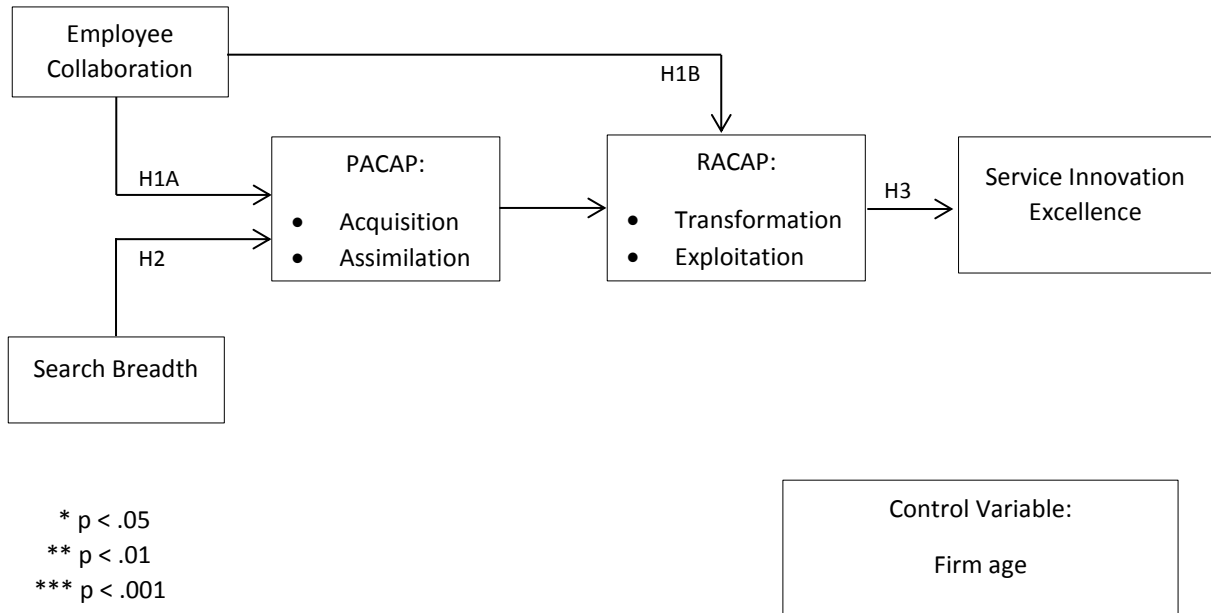 Employee
Collaboration
H1B
H1A
PACAP:
• Acquisition
• Assimilation
RACAP:
• Transformation
• Exploitation
H3
Service Innovation
Excellence
H2
Search Breadth
* p < .05
** p < .01
*** p < .001
Control Variable:
Firm age